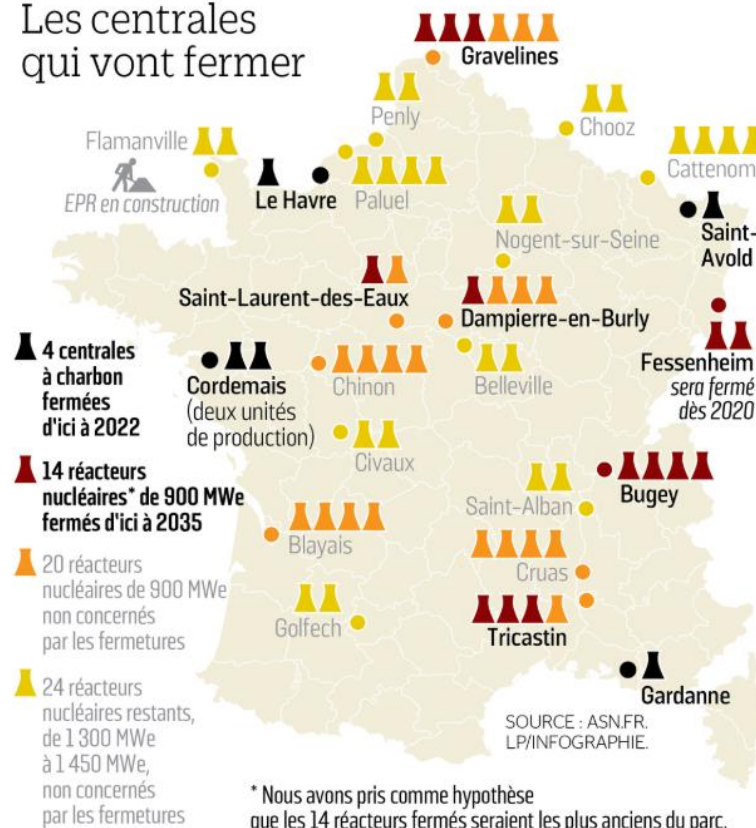 Les centrales
qui vont fermer
Gravelines
Penly
Chooz
Flamanville
Cattenom
EPR en construction
Le Havre
Paluel
Saint-
Avold
Nogent-sur-Seine
Saint-Laurent-des-Eaux
Dampierre-en-Burly
Fessenheim
sera fermé
dès 2020
4 centrales
à charbon
fermées
d'ici à 2022
Cordemais
(deux unités
de production)
Chinon
Belleville
Civaux
14 réacteurs
nucléaires* de 900 MWe
fermés d'ici à 2035
Bugey
Saint-Alban
Blayais
20 réacteurs
nucléaires de 900 MWe
non concernés
par les fermetures
Cruas
Golfech
Tricastin
24 réacteurs
nucléaires restants,
de 1 300 MWe
à 1 450 MWe,
non concernés
par les fermetures
Gardanne
SOURCE : ASN.FR.
LP/INFOGRAPHIE.
* Nous avons pris comme hypothèse
que les 14 réacteurs fermés seraient les plus anciens du parc.